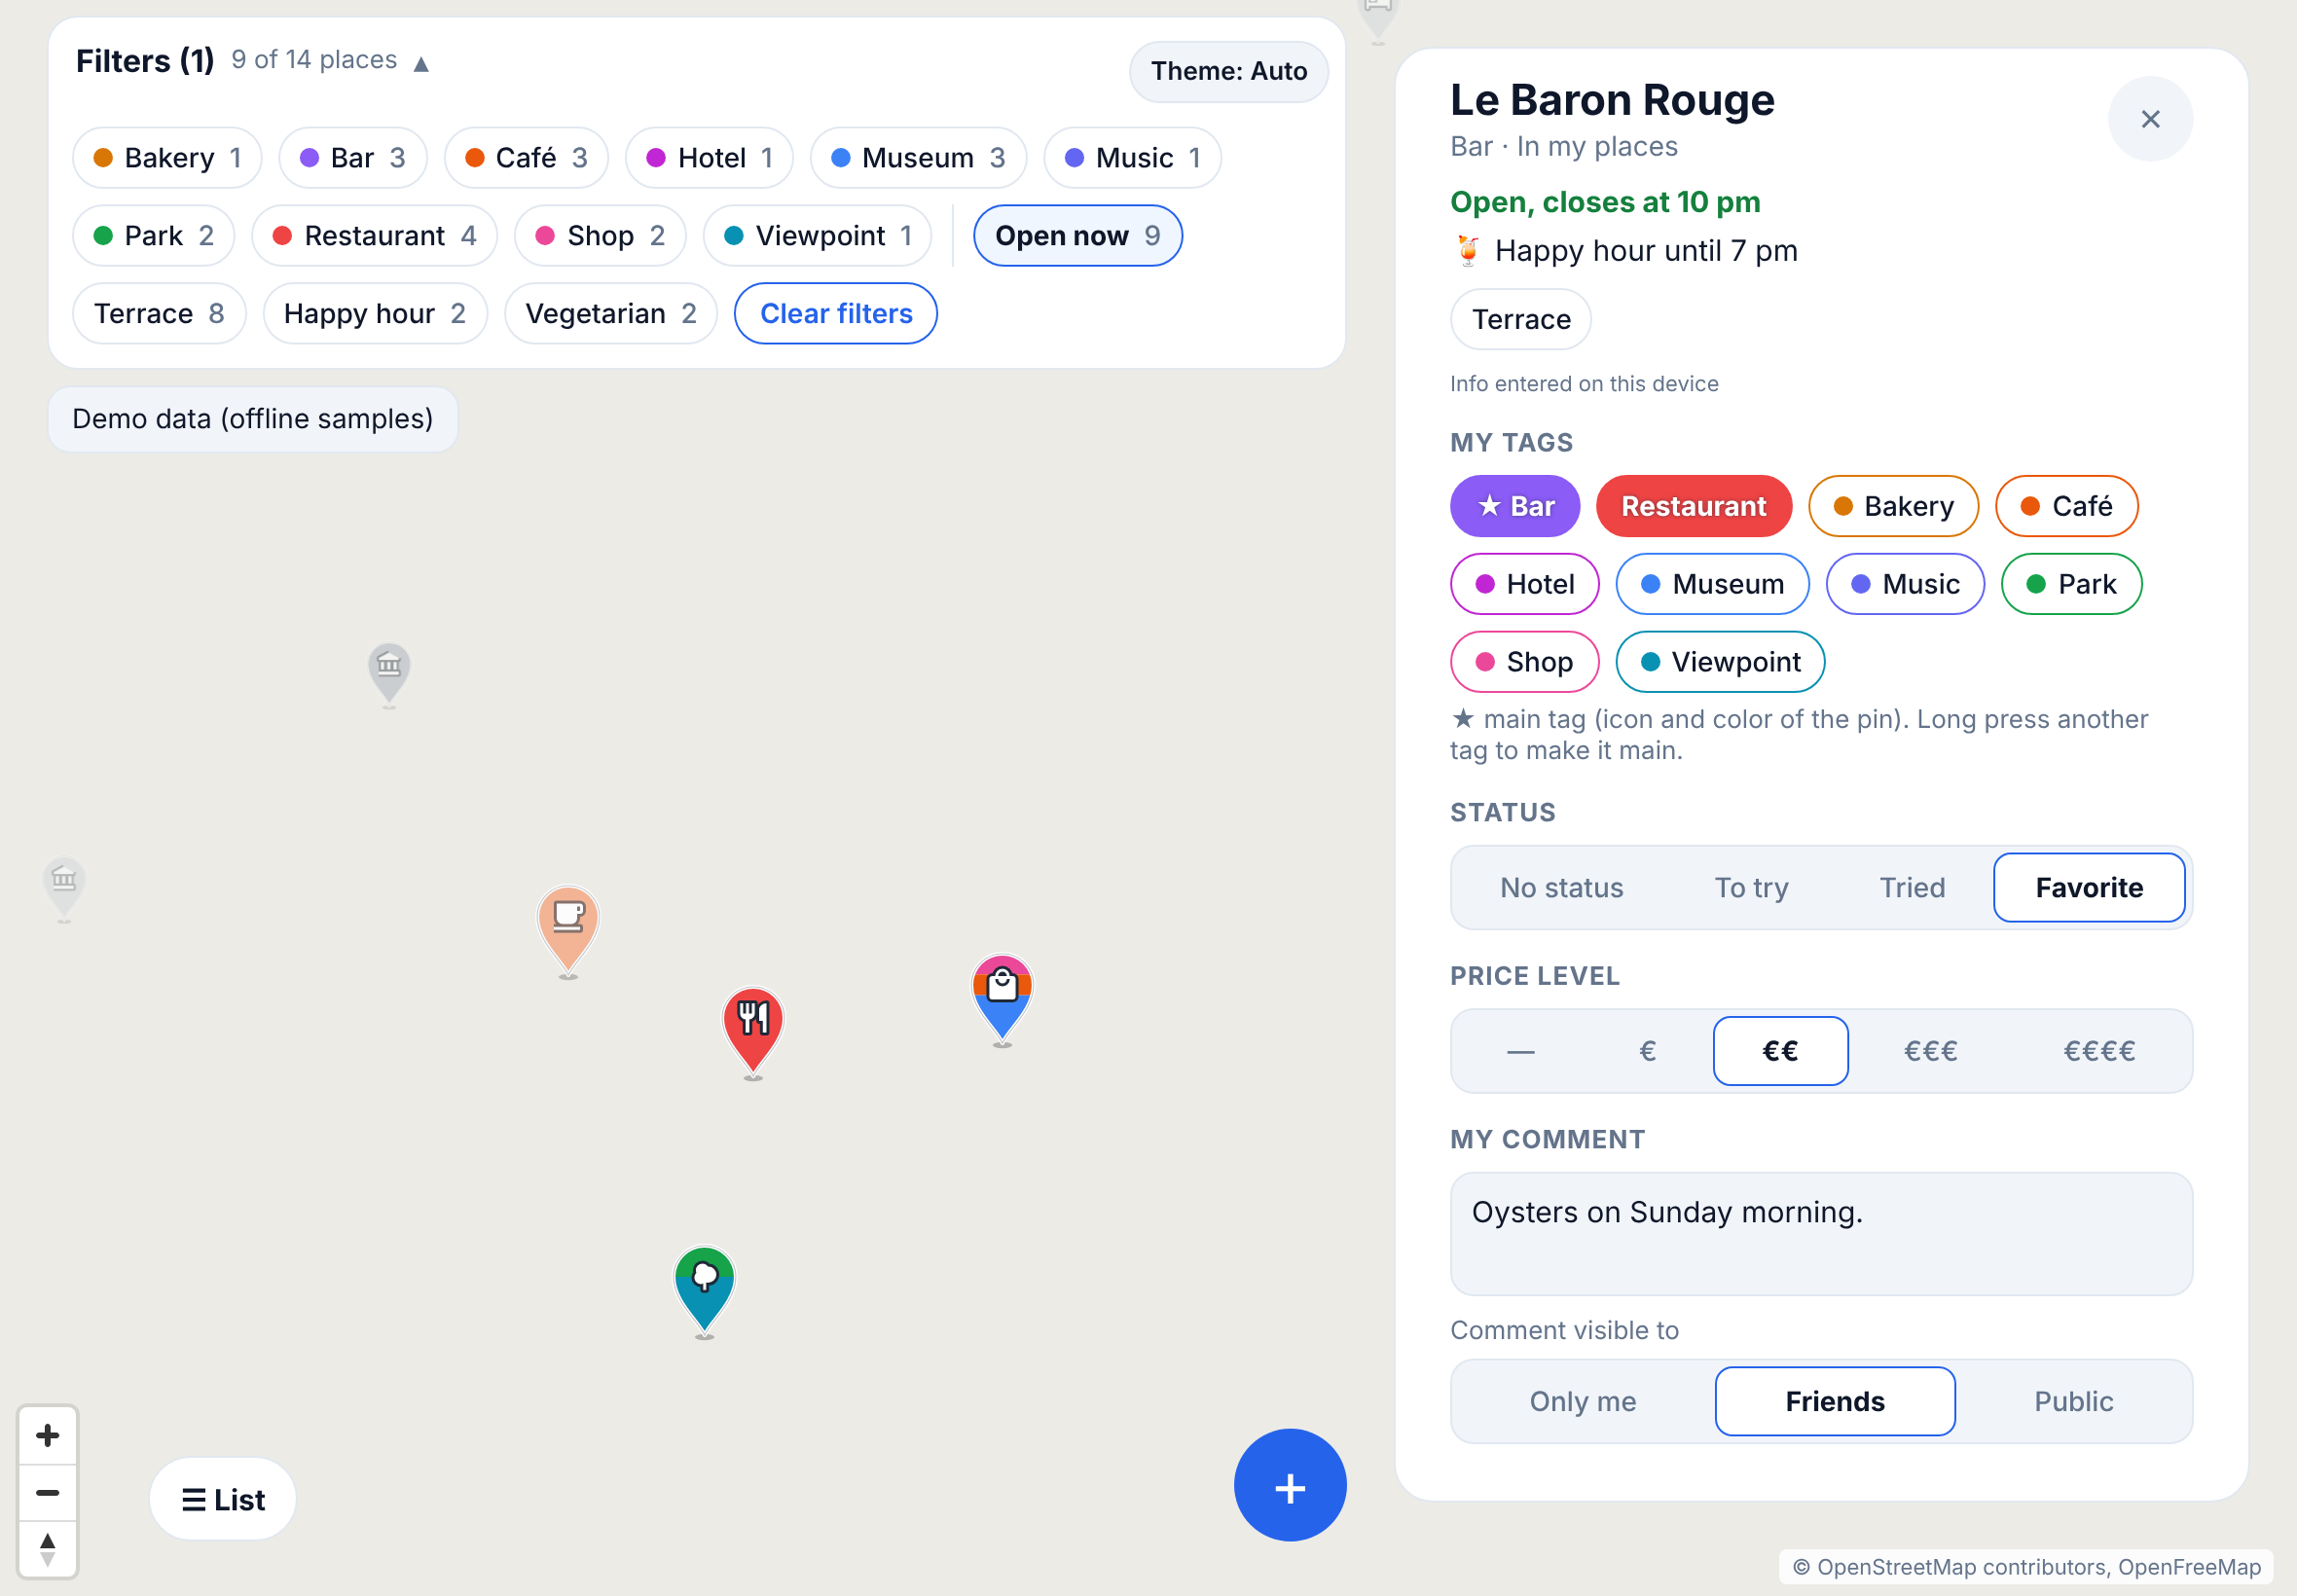 Filters (1) 9 of 14 places ▲
Theme: Auto
Bakery 1 Bar 3 Café 3 Hotel 1 Museum 3 Music 1
Park 2 Restaurant 4 Shop 2 Viewpoint 1 Open now 9
Terrace 8 Happy hour 2 Vegetarian 2 Clear filters
Demo data (offline samples)
☰ List
+
Le Baron Rouge
×
Bar · In my places
Open, closes at 10 pm
🍹 Happy hour until 7 pm
Terrace
Info entered on this device
MY TAGS
★ Bar Restaurant Bakery Café
Hotel Museum Music Park
Shop Viewpoint
★ main tag (icon and color of the pin). Long press another
tag to make it main.
STATUS
No status To try Tried Favorite
PRICE LEVEL
— € €€ €€€ €€€€
MY COMMENT
Oysters on Sunday morning.
Comment visible to
Only me Friends Public
© OpenStreetMap contributors, OpenFreeMap